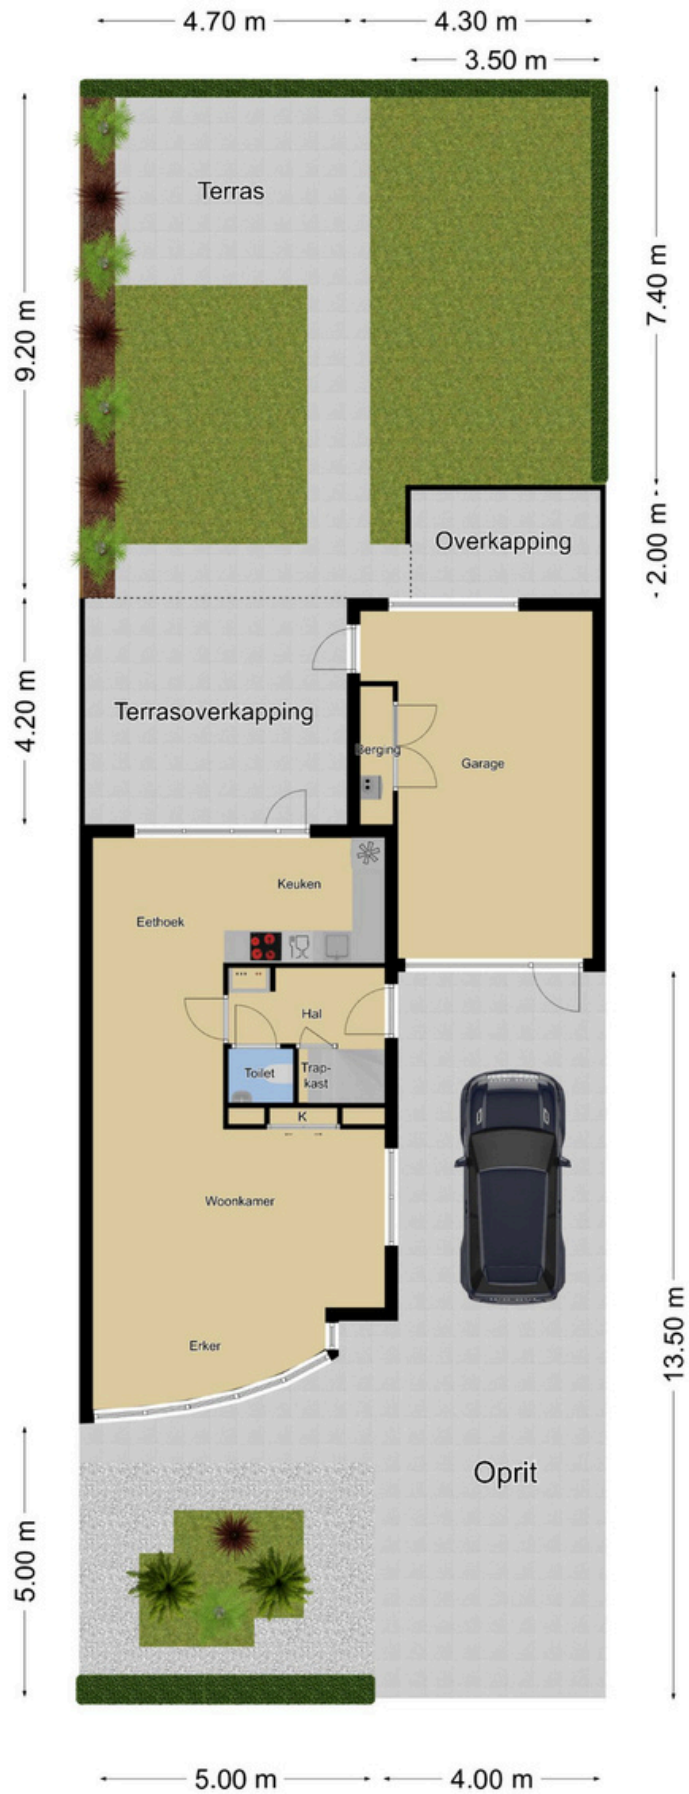 4.70 m
4.30 m
3.50 m
Terras
9.20 m
7.40 m
Overkapping
2.00 m
Terrasoverkapping
4.20 m
Berging
Garage
Keuken
Eethoek
Hal
Toilet
Trap-
kast
K
Woonkamer
Erker
13.50 m
Oprit
5.00 m
5.00 m
4.00 m